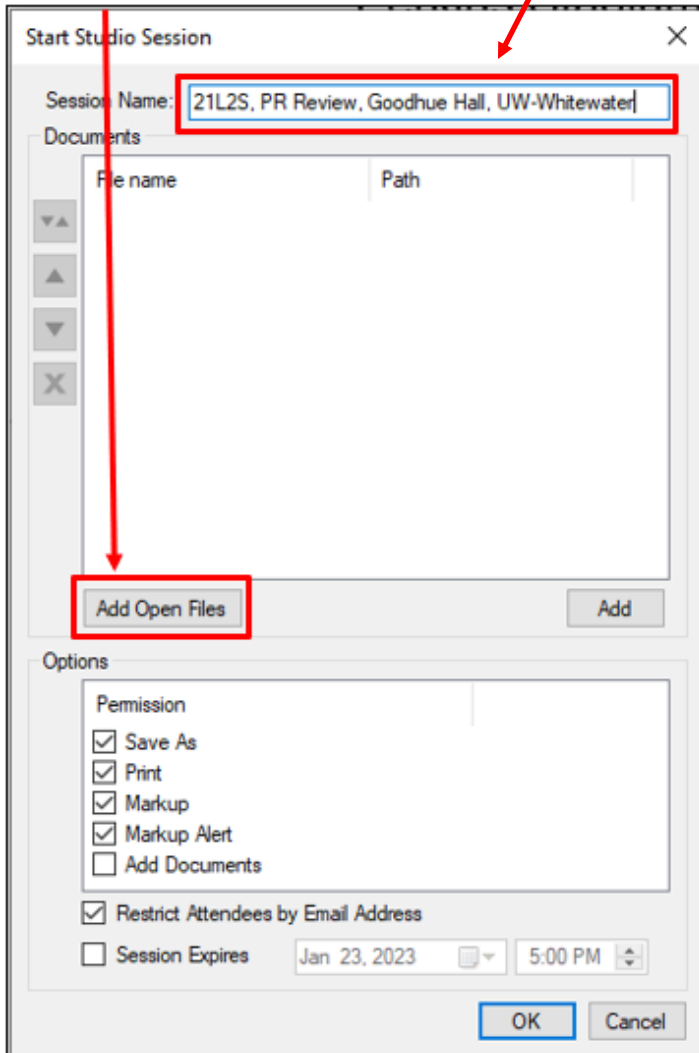 Start Studio Session
Session Name: 21L2S, PR Review, Goodhue Hall, UW-Whitewater
Documents
File name Path
Add Open Files Add
Options
Permission
Save As
Print
Markup
Markup Alert
Add Documents
Restrict Attendees by Email Address
Session Expires Jan 23, 2023 5:00 PM
OK Cancel